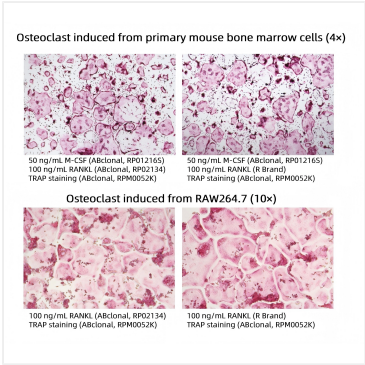 Osteoclast induced from primary mouse bone marrow cells (4×)
50 ng/mL M-CSF (ABclonal, RP01216S)
100 ng/mL RANKL (ABclonal, RP02134)
TRAP staining (ABclonal, RPM0052K)
50 ng/mL M-CSF (ABclonal, RP01216S)
100 ng/mL RANKL (R Brand)
TRAP staining (ABclonal, RPM0052K)
Osteoclast induced from RAW264.7 (10×)
100 ng/mL RANKL (ABclonal, RP02134)
TRAP staining (ABclonal, RPM0052K)
100 ng/mL RANKL (R Brand)
TRAP staining (ABclonal, RPM0052K)